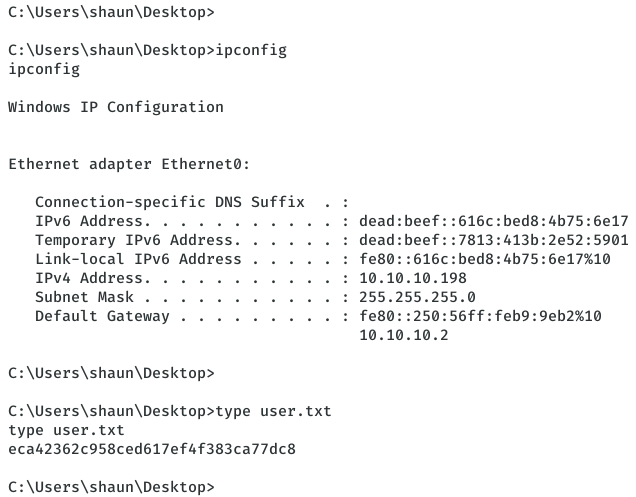 C:\Users\shaun\Desktop>
C:\Users\shaun\Desktop>ipconfig
ipconfig
Windows IP Configuration
Ethernet adapter Ethernet0:
Connection-specific DNS Suffix  . :
IPv6 Address. . . . . . . . . . . : dead:beef::616c:bed8:4b75:6e17
Temporary IPv6 Address. . . . . . : dead:beef::7813:413b:2e52:5901
Link-local IPv6 Address . . . . . : fe80::616c:bed8:4b75:6e17%10
IPv4 Address. . . . . . . . . . . : 10.10.10.198
Subnet Mask . . . . . . . . . . . : 255.255.255.0
Default Gateway . . . . . . . . . : fe80::250:56ff:feb9:9eb2%10
10.10.10.2
C:\Users\shaun\Desktop>
C:\Users\shaun\Desktop>type user.txt
type user.txt
eca42362c958ced617ef4f383ca77dc8
C:\Users\shaun\Desktop>